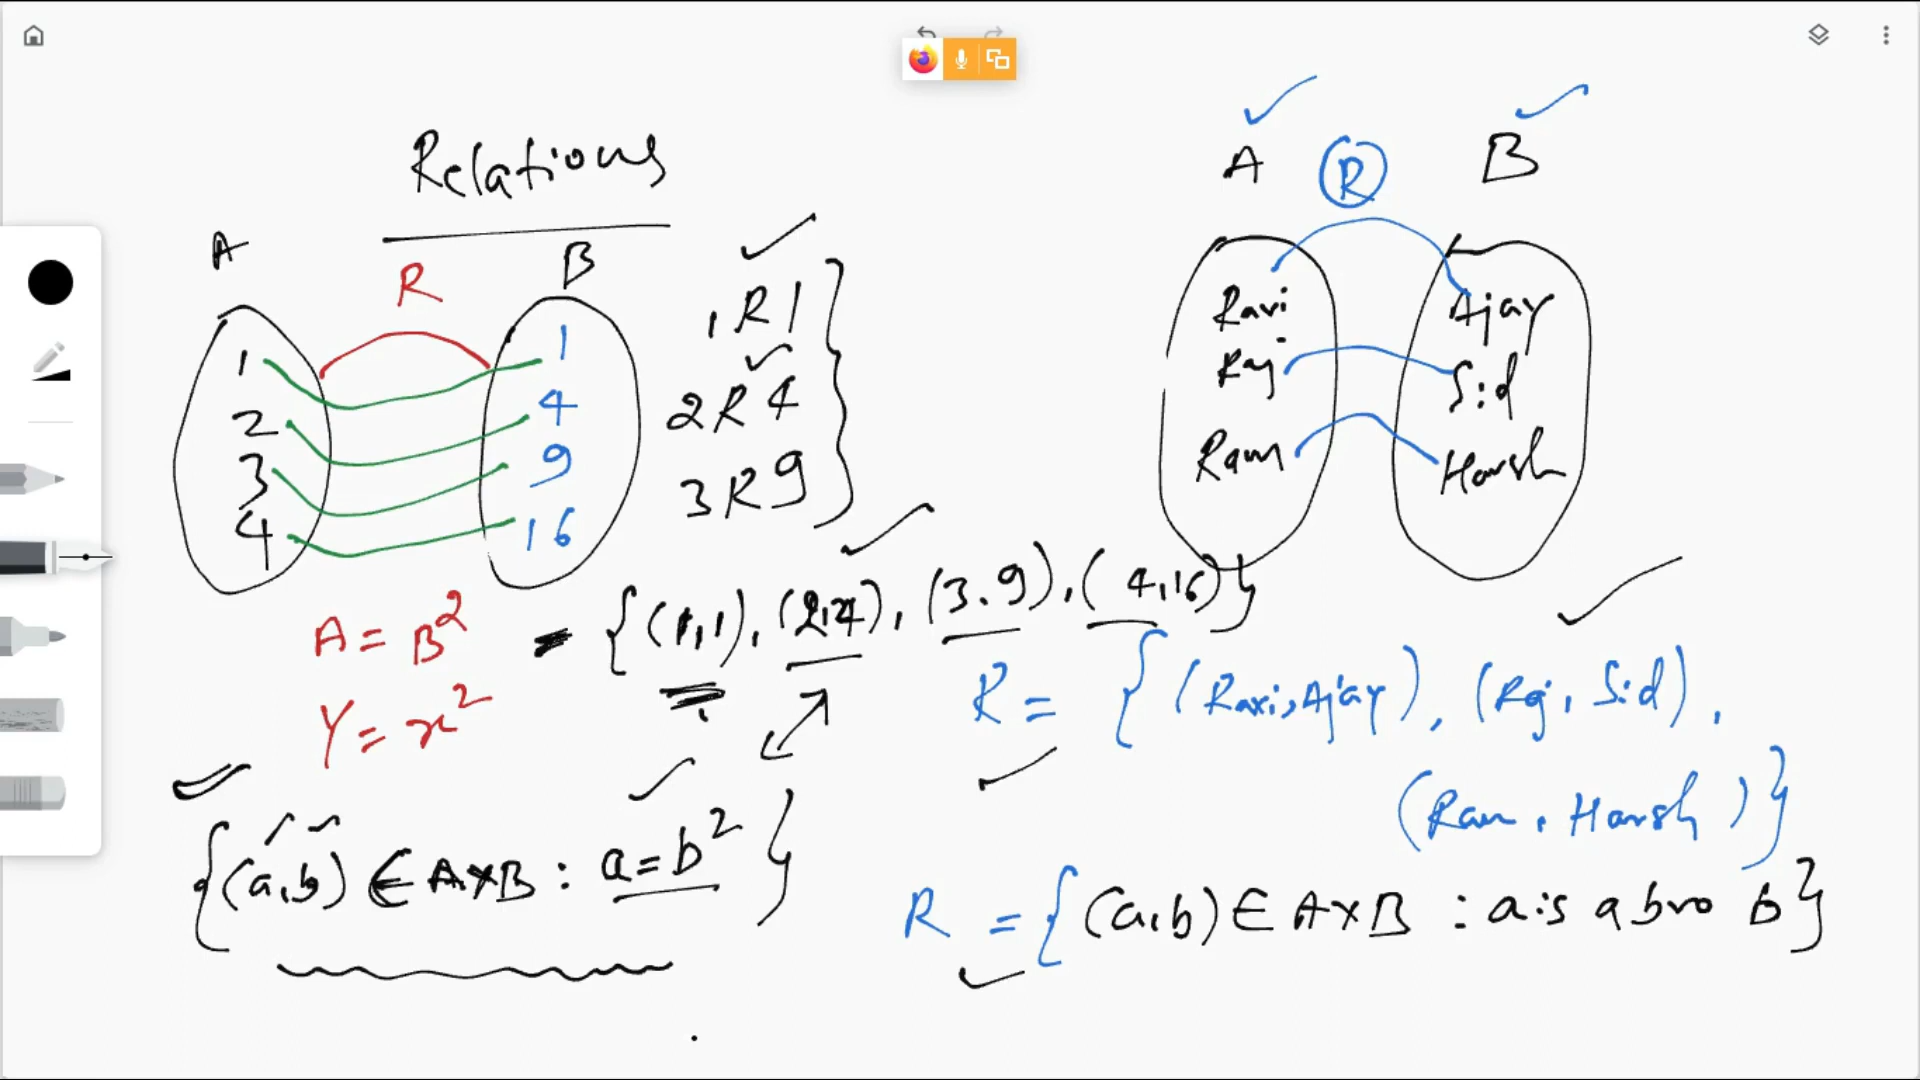 Relations
A R B
1 1
2 4
3 9
4 16
1R1
2R4
3R9
A = B²
Y = x²
{(1,1), (2,4), (3,9), (4,16)}
{(a,b) ∈ A×B : a=b²}
A R B
Ravi Ajay
Raj Sid
Ram Harsh
R = {(Ravi, Ajay), (Raj, Sid),
(Ram, Harsh)}
R = {(a,b) ∈ A×B : a is a bro b}